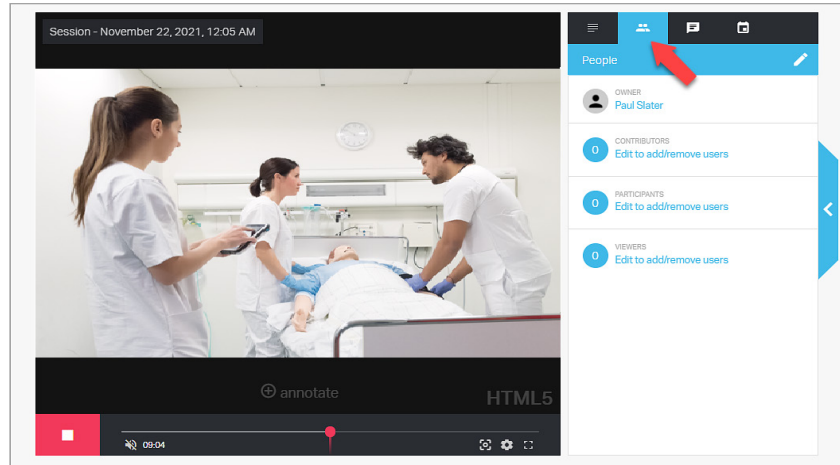 Session - November 22, 2021, 12:05 AM
People
OWNER
Paul Slater
0
CONTRIBUTORS
Edit to add/remove users
0
PARTICIPANTS
Edit to add/remove users
0
VIEWERS
Edit to add/remove users
annotate
HTML5
09:04